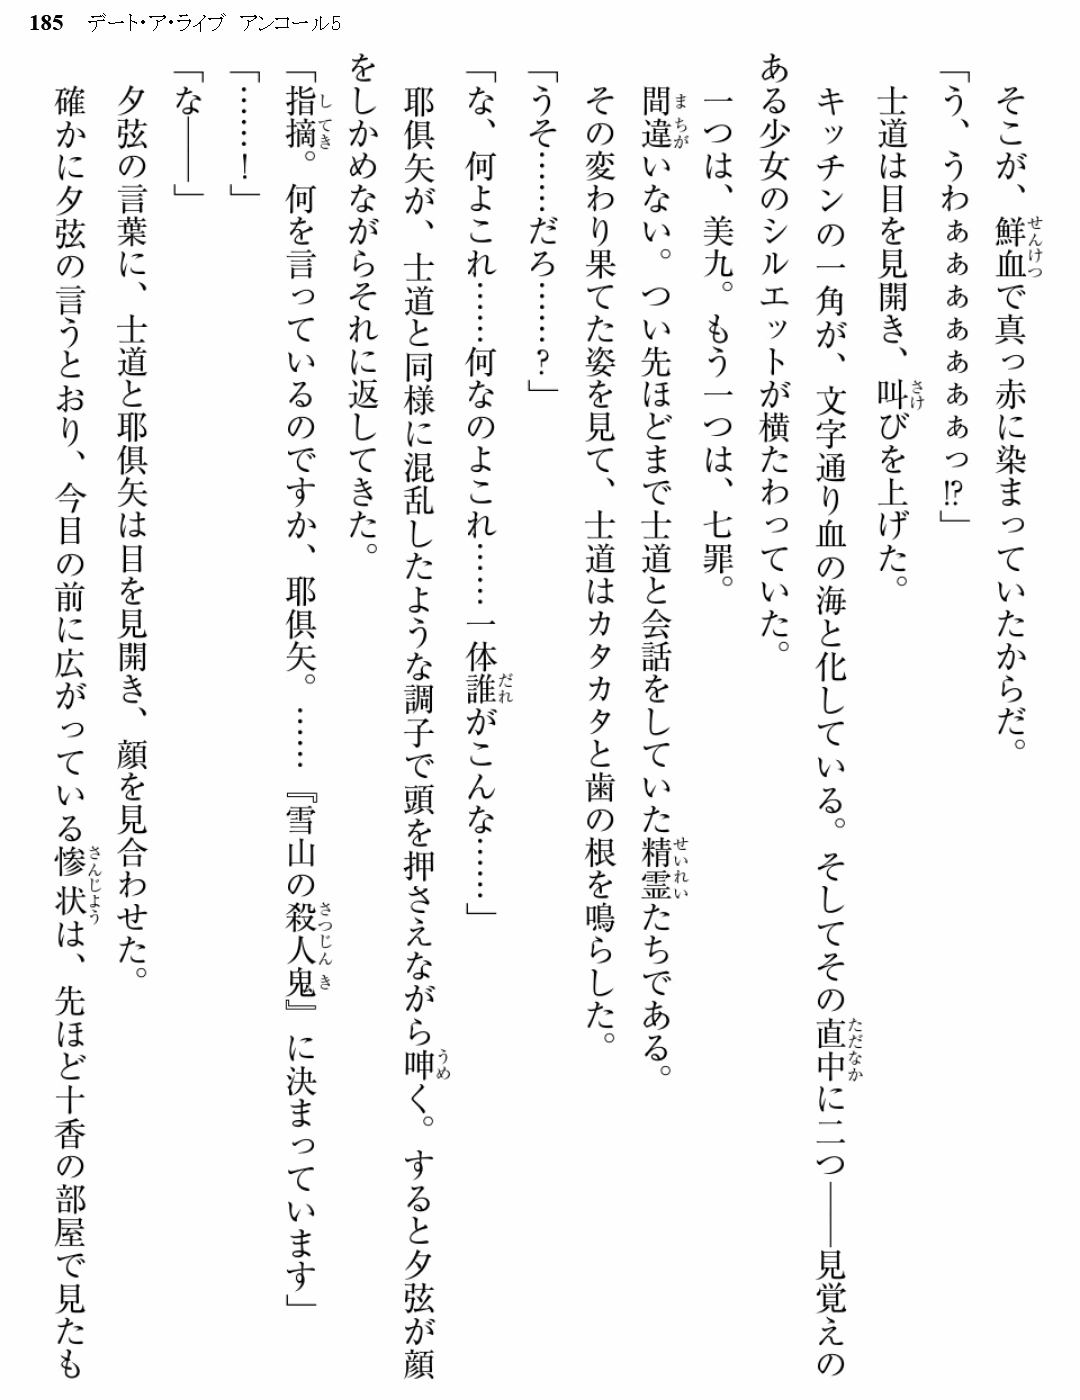 185 デート・ア・ライブ アンコール5
そこが、鮮血で真っ赤に染まっていたからだ。
「う、うわぁぁぁぁぁぁぁっ!?」
士道は目を見開き、叫びを上げた。
キッチンの一角が、文字通り血の海と化している。そしてその直中に二つ――見覚えの
ある少女のシルエットが横たわっていた。
一つは、美九。もう一つは、七罪。
間違いない。つい先ほどまで士道と会話をしていた精霊たちである。
その変わり果てた姿を見て、士道はカタカタと歯の根を鳴らした。
「うそ……だろ……?」
「な、何よこれ……何なのよこれ……一体誰がこんな……」
耶倶矢が、士道と同様に混乱したような調子で頭を押さえながら呻く。すると夕弦が顔
をしかめながらそれに返してきた。
「指摘。何を言っているのですか、耶倶矢。……『雪山の殺人鬼』に決まっています」
「……!」
「な――」
夕弦の言葉に、士道と耶倶矢は目を見開き、顔を見合わせた。
確かに夕弦の言うとおり、今目の前に広がっている惨状は、先ほど十香の部屋で見たも